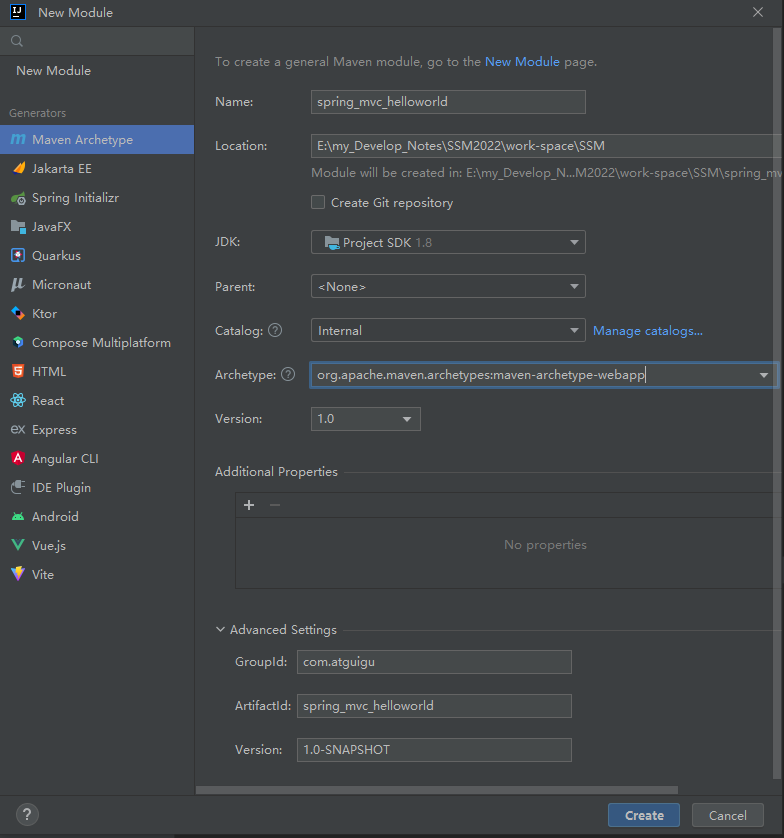 New Module
New Module
Generators
Maven Archetype
Jakarta EE
Spring Initializr
JavaFX
Quarkus
Micronaut
Ktor
Compose Multiplatform
HTML
React
Express
Angular CLI
IDE Plugin
Android
Vue.js
Vite
To create a general Maven module, go to the New Module page.
Name: spring_mvc_helloworld
Location: E:\my_Develop_Notes\SSM2022\work-space\SSM
Module will be created in: E:\my_Develop_N...M2022\work-space\SSM\spring_mv
Create Git repository
JDK: Project SDK 1.8
Parent: <None>
Catalog: ? Internal Manage catalogs...
Archetype: ? org.apache.maven.archetypes:maven-archetype-webapp
Version: 1.0
Additional Properties
No properties
Advanced Settings
GroupId: com.atguigu
ArtifactId: spring_mvc_helloworld
Version: 1.0-SNAPSHOT
? Create Cancel